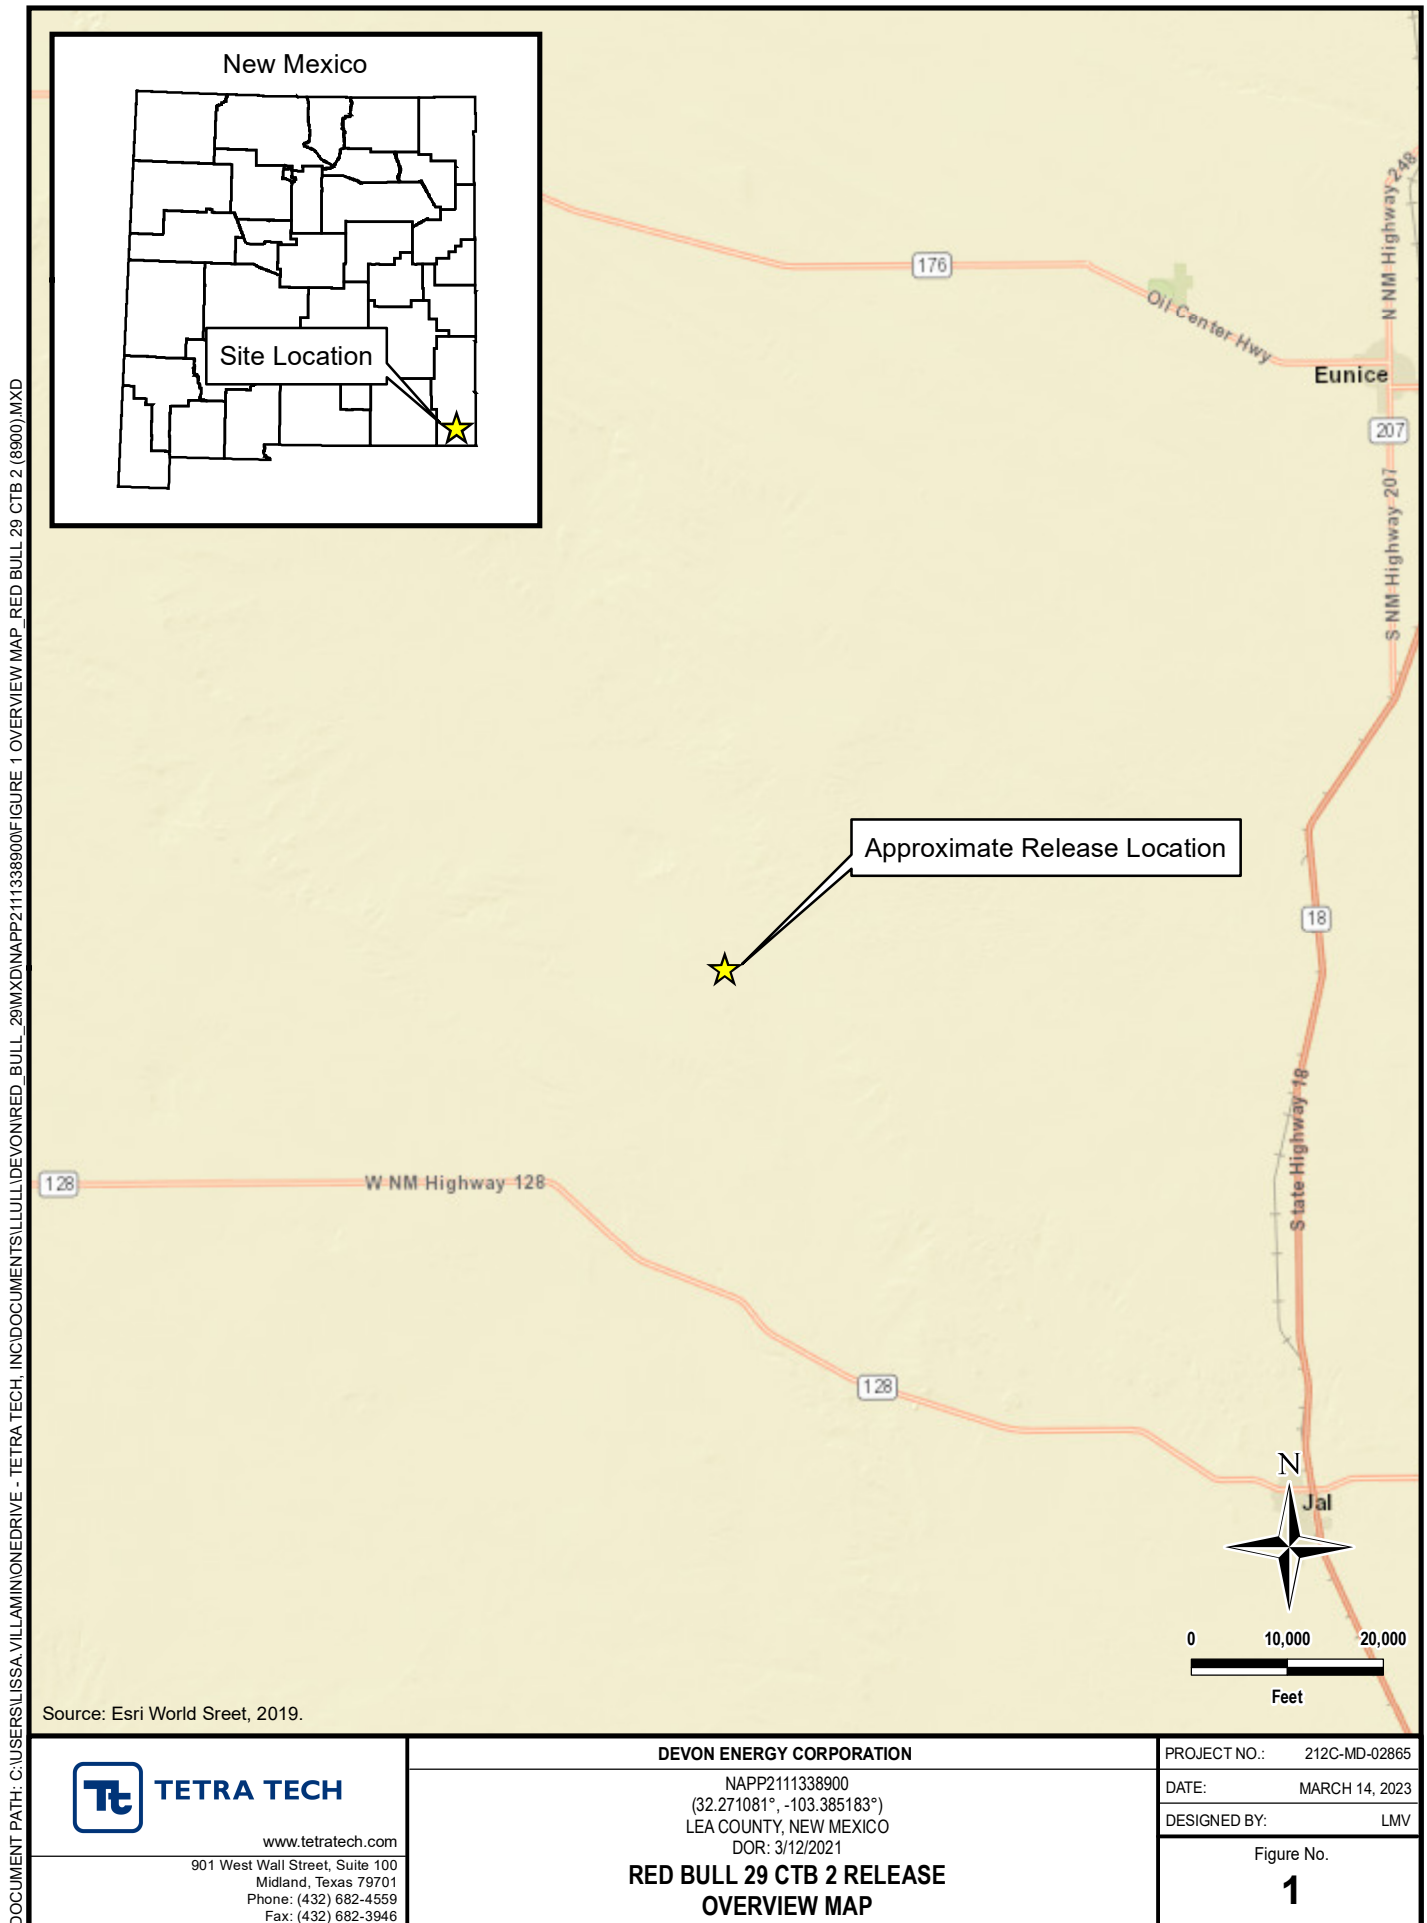 New Mexico
Site Location
N NM Highway 248
176
Oil Center Hwy
Eunice
207
S NM Highway 207
Approximate Release Location
18
State Highway 18
128
W NM Highway 128
128
N
Jal
0 10,000 20,000
Feet
Source: Esri World Sreet, 2019.
DOCUMENT PATH: C:\USERS\LISSA.VILLAMIN\ONEDRIVE - TETRA TECH, INC\DOCUMENTS\LLULL\DEVON\RED_BULL_29\MXD\NAPP2111338900\FIGURE 1 OVERVIEW MAP_RED BULL 29 CTB 2 (8900).MXD
Tt TETRA TECH
www.tetratech.com
901 West Wall Street, Suite 100
Midland, Texas 79701
Phone: (432) 682-4559
Fax: (432) 682-3946
DEVON ENERGY CORPORATION
NAPP2111338900
(32.271081°, -103.385183°)
LEA COUNTY, NEW MEXICO
DOR: 3/12/2021
RED BULL 29 CTB 2 RELEASE
OVERVIEW MAP
PROJECT NO.: 212C-MD-02865
DATE: MARCH 14, 2023
DESIGNED BY: LMV
Figure No.
1